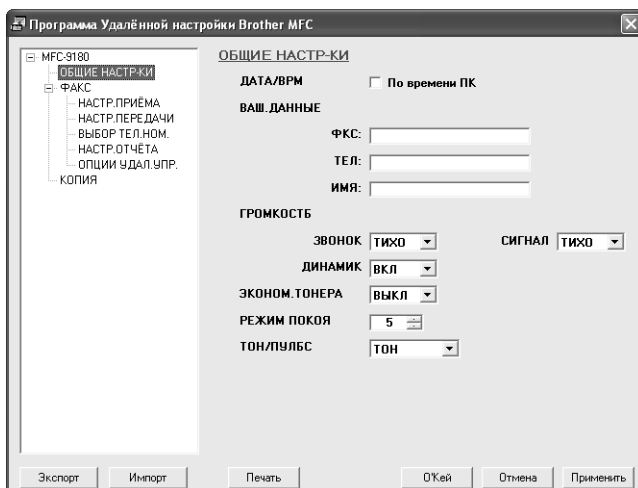 Программа Удалённой настройки Brother MFC
MFC-9180
ОБЩИЕ НАСТР-КИ
ФАКС
НАСТР.ПРИЁМА
НАСТР.ПЕРЕДАЧИ
ВЫБОР ТЕЛ.НОМ.
НАСТР.ОТЧЁТА
ОПЦИИ УДАЛ.УПР.
КОПИЯ
ОБЩИЕ НАСТР-КИ
ДАТА/ВРМ По времени ПК
ВАШ.ДАННЫЕ
ФКС:
ТЕЛ:
ИМЯ:
ГРОМКОСТБ
ЗВОНОК ТИХО СИГНАЛ ТИХО
ДИНАМИК ВКЛ
ЭКОНОМ.ТОНЕРА ВЫКЛ
РЕЖИМ ПОКОЯ 5
ТОН/ПУЛБС ТОН
Экспорт Импорт Печать О'Кей Отмена Применить